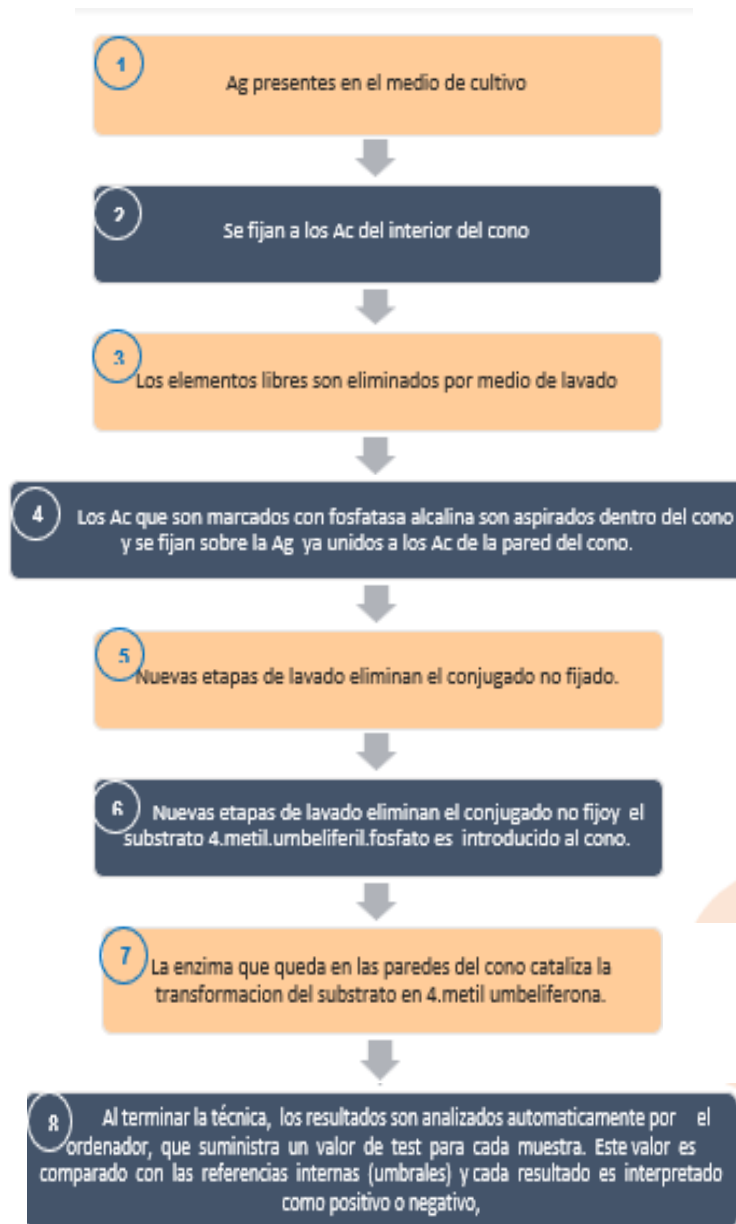 1
Ag presentes en el medio de cultivo
2
Se fijan a los Ac del interior del cono
3
Los elementos libres son eliminados por medio de lavado
4
Los Ac que son marcados con fosfatasa alcalina son aspirados dentro del cono
y se fijan sobre la Ag ya unidos a los Ac de la pared del cono.
5
Nuevas etapas de lavado eliminan el conjugado no fijado.
6
Nuevas etapas de lavado eliminan el conjugado no fijoy el
substrato 4.metil.umbeliferil.fosfato es introducido al cono.
7
La enzima que queda en las paredes del cono cataliza la
transformacion del substrato en 4.metil umbeliferona.
8
Al terminar la técnica, los resultados son analizados automaticamente por el
ordenador, que suministra un valor de test para cada muestra. Este valor es
comparado con las referencias internas (umbrales) y cada resultado es interpretado
como positivo o negativo,